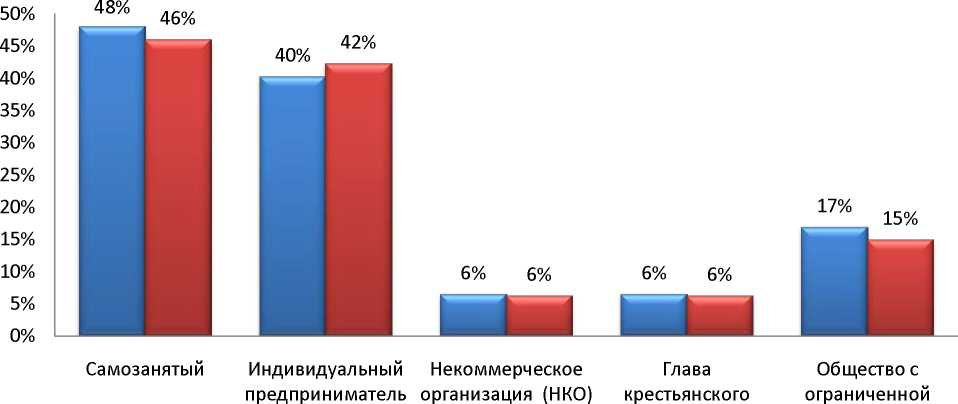 50%
45%
40%
35%
30%
25%
20%
15%
10%
5%
0%
48%
46%
40%
42%
6%
6%
6%
6%
17%
15%
Самозанятый
Индивидуальный
предприниматель
Некоммерческое
организация (НКО)
Глава
крестьянского
Общество с
ограниченной